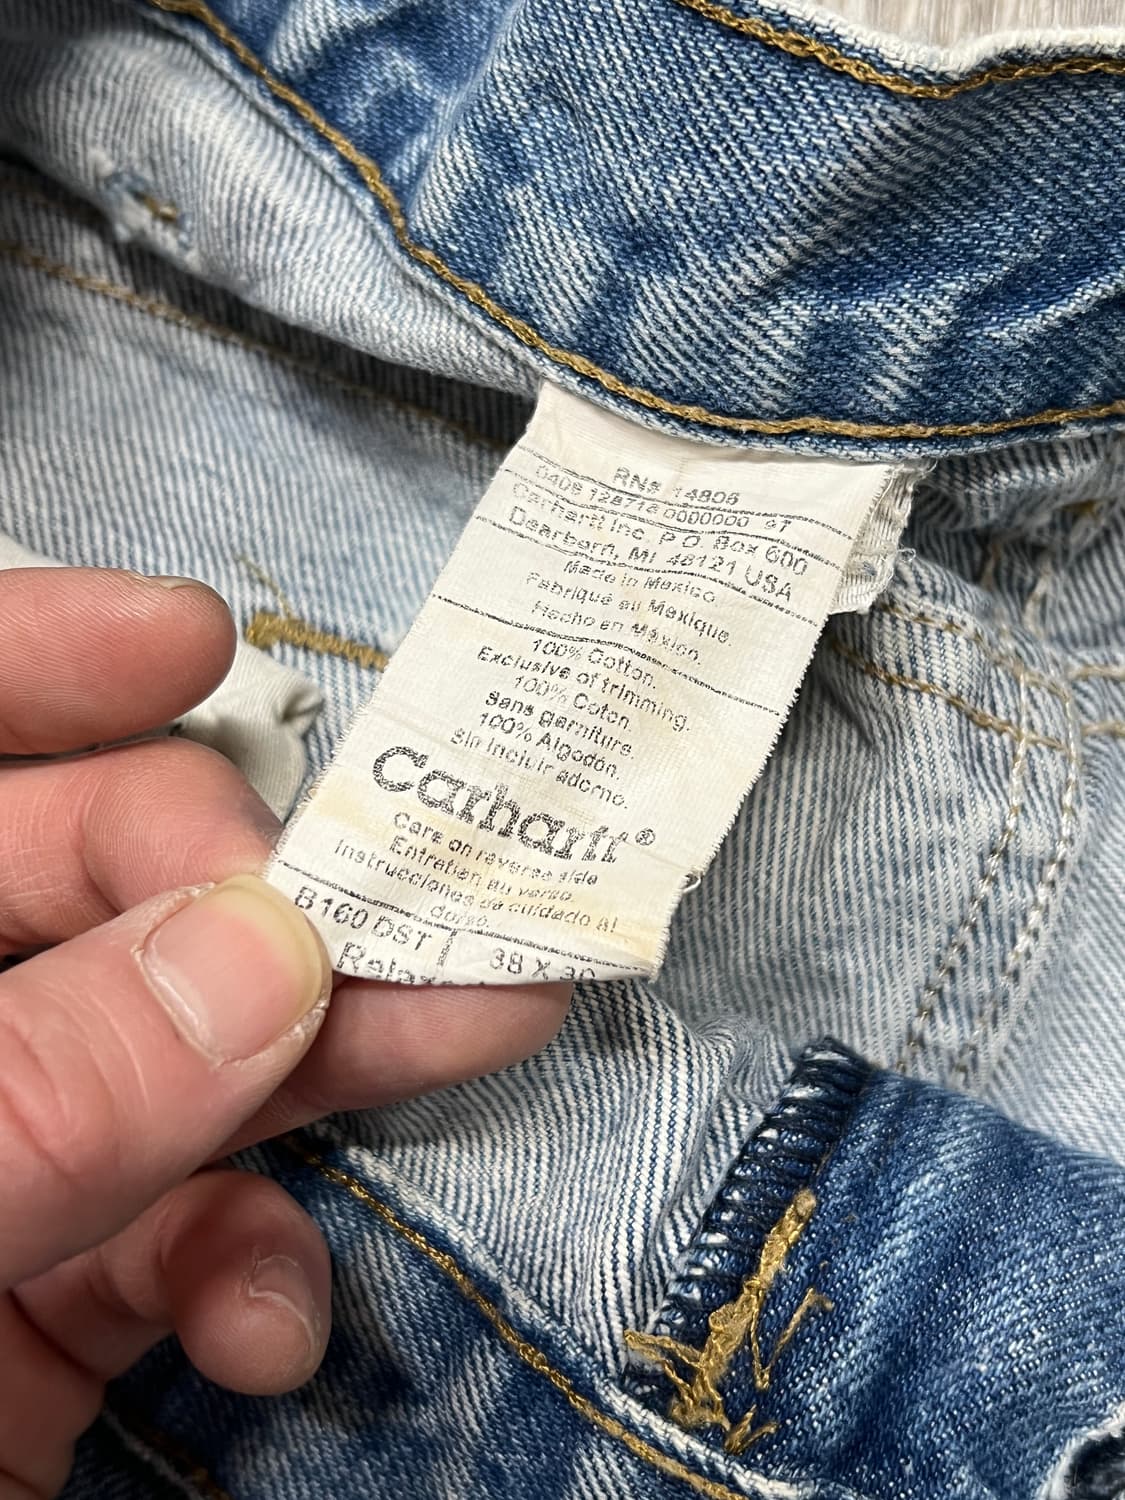 RN# 14806
0408 128718 0000000 9T
Carhartt Inc. P.O. Box 600
Dearborn, MI 48121 USA
Made in Mexico
Fabriqué au Mexique.
Hecho en México.
100% Cotton.
Exclusive of trimming.
100% Coton.
Sans garniture.
100% Algodón.
Sin incluir adorno.
Carhartt®
Care on reverse side
Entretien au verso.
Instrucciones de cuidado al
dorso.
B160 DST 38 X 30